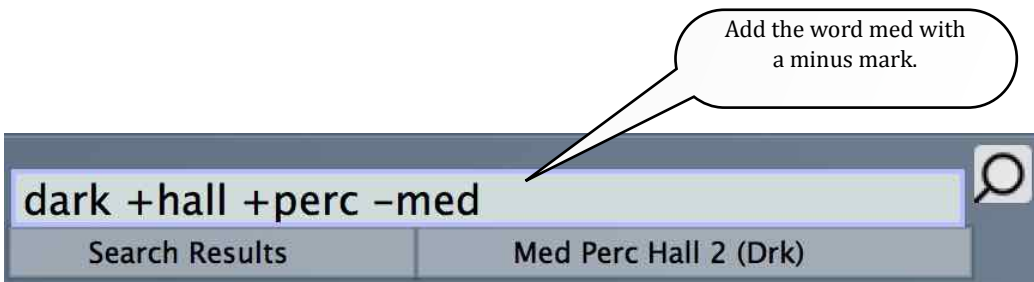 Add the word med with
a minus mark.
dark +hall +perc -med
Search Results
Med Perc Hall 2 (Drk)